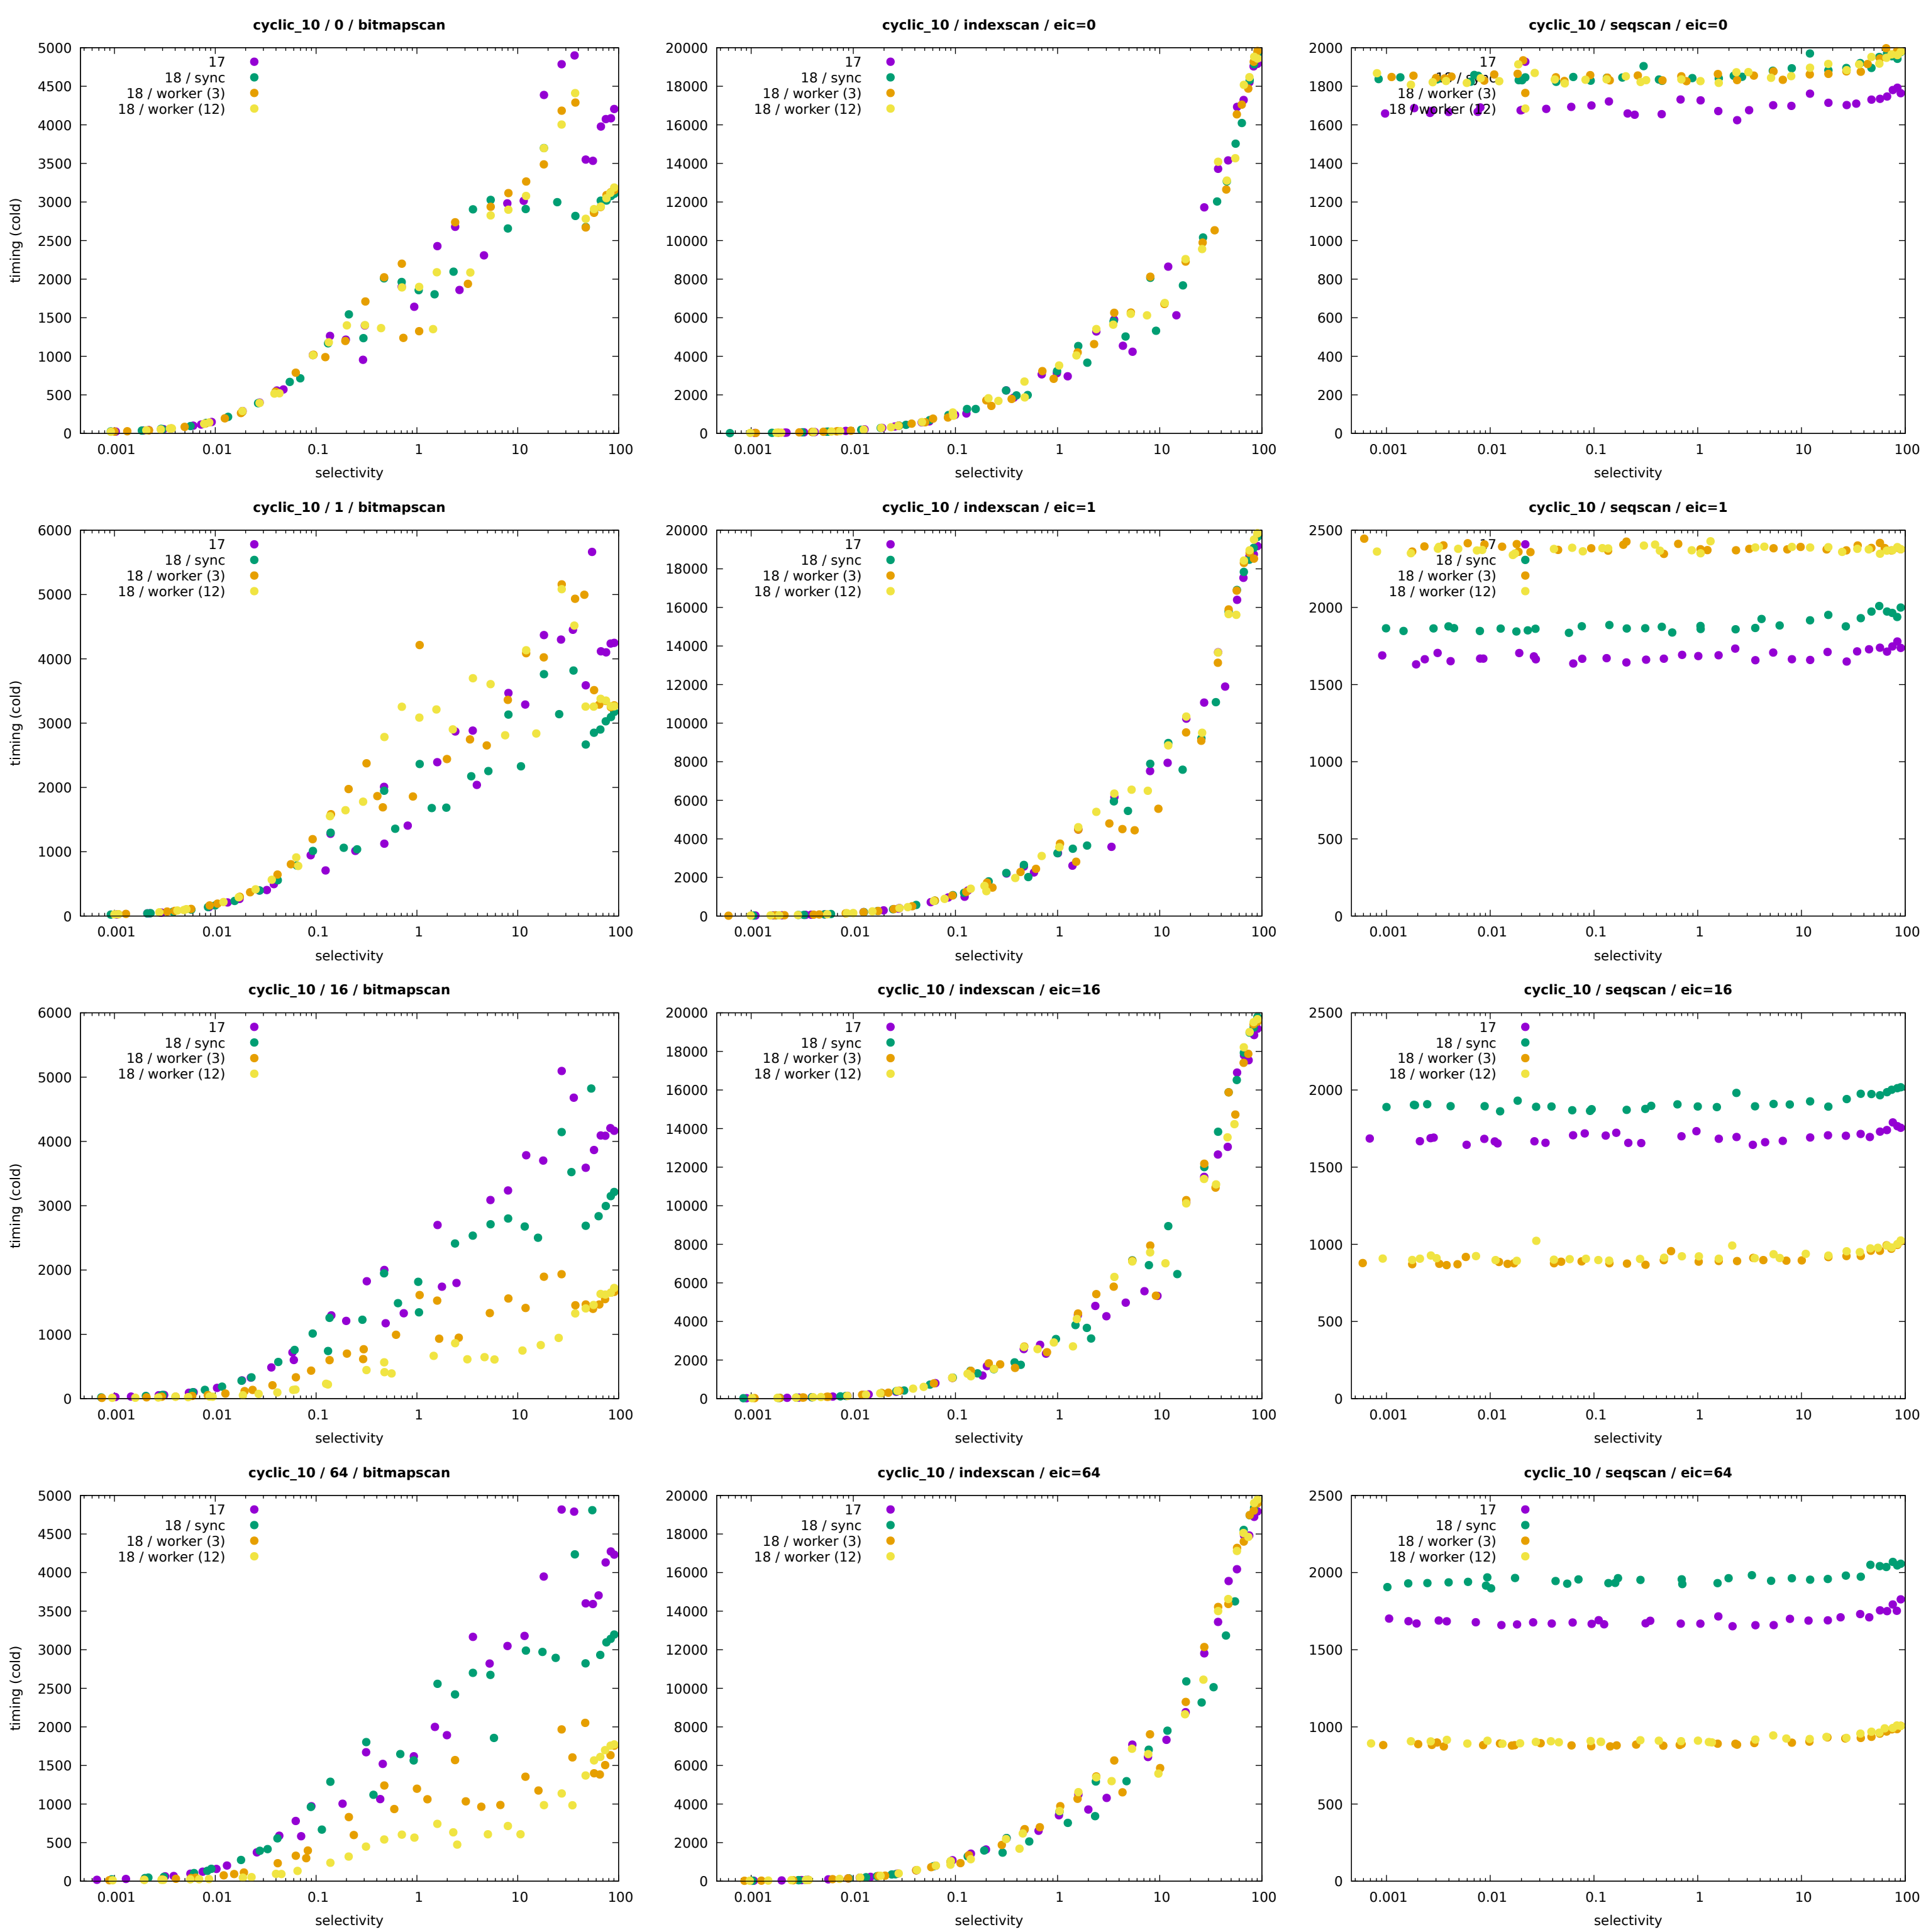 cyclic_10 / 0 / bitmapscan
5000
4500
4000
3500
3000
2500
2000
1500
1000
500
0
timing (cold)
17
18 / sync
18 / worker (3)
18 / worker (12)
0.001 0.01 0.1 1 10 100
selectivity
cyclic_10 / indexscan / eic=0
20000
18000
16000
14000
12000
10000
8000
6000
4000
2000
0
17
18 / sync
18 / worker (3)
18 / worker (12)
0.001 0.01 0.1 1 10 100
selectivity
cyclic_10 / seqscan / eic=0
2000
1800
1600
1400
1200
1000
800
600
400
200
0
17
18 / sync
18 / worker (3)
18 / worker (12)
0.001 0.01 0.1 1 10 100
selectivity
cyclic_10 / 1 / bitmapscan
6000
5000
4000
3000
2000
1000
0
timing (cold)
17
18 / sync
18 / worker (3)
18 / worker (12)
0.001 0.01 0.1 1 10 100
selectivity
cyclic_10 / indexscan / eic=1
20000
18000
16000
14000
12000
10000
8000
6000
4000
2000
0
17
18 / sync
18 / worker (3)
18 / worker (12)
0.001 0.01 0.1 1 10 100
selectivity
cyclic_10 / seqscan / eic=1
2500
2000
1500
1000
500
0
17
18 / sync
18 / worker (3)
18 / worker (12)
0.001 0.01 0.1 1 10 100
selectivity
cyclic_10 / 16 / bitmapscan
6000
5000
4000
3000
2000
1000
0
timing (cold)
17
18 / sync
18 / worker (3)
18 / worker (12)
0.001 0.01 0.1 1 10 100
selectivity
cyclic_10 / indexscan / eic=16
20000
18000
16000
14000
12000
10000
8000
6000
4000
2000
0
17
18 / sync
18 / worker (3)
18 / worker (12)
0.001 0.01 0.1 1 10 100
selectivity
cyclic_10 / seqscan / eic=16
2500
2000
1500
1000
500
0
17
18 / sync
18 / worker (3)
18 / worker (12)
0.001 0.01 0.1 1 10 100
selectivity
cyclic_10 / 64 / bitmapscan
5000
4500
4000
3500
3000
2500
2000
1500
1000
500
0
timing (cold)
17
18 / sync
18 / worker (3)
18 / worker (12)
0.001 0.01 0.1 1 10 100
selectivity
cyclic_10 / indexscan / eic=64
20000
18000
16000
14000
12000
10000
8000
6000
4000
2000
0
17
18 / sync
18 / worker (3)
18 / worker (12)
0.001 0.01 0.1 1 10 100
selectivity
cyclic_10 / seqscan / eic=64
2500
2000
1500
1000
500
0
17
18 / sync
18 / worker (3)
18 / worker (12)
0.001 0.01 0.1 1 10 100
selectivity